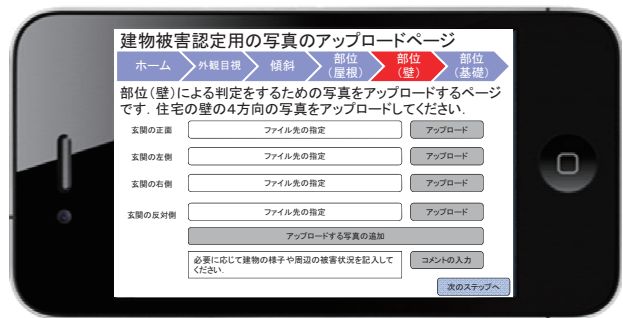 建物被害認定用の写真のアップロードページ
ホーム
外観目視
傾斜
部位
(屋根)
部位
(壁)
部位
(基礎)
部位(壁)による判定をするための写真をアップロードするページ
です. 住宅の壁の4方向の写真をアップロードしてください.
玄関の正面 ファイル先の指定 アップロード
玄関の左側 ファイル先の指定 アップロード
玄関の右側 ファイル先の指定 アップロード
玄関の反対側 ファイル先の指定 アップロード
アップロードする写真の追加
必要に応じて建物の様子や周辺の被害状況を記入して
ください.
コメントの入力
次のステップへ